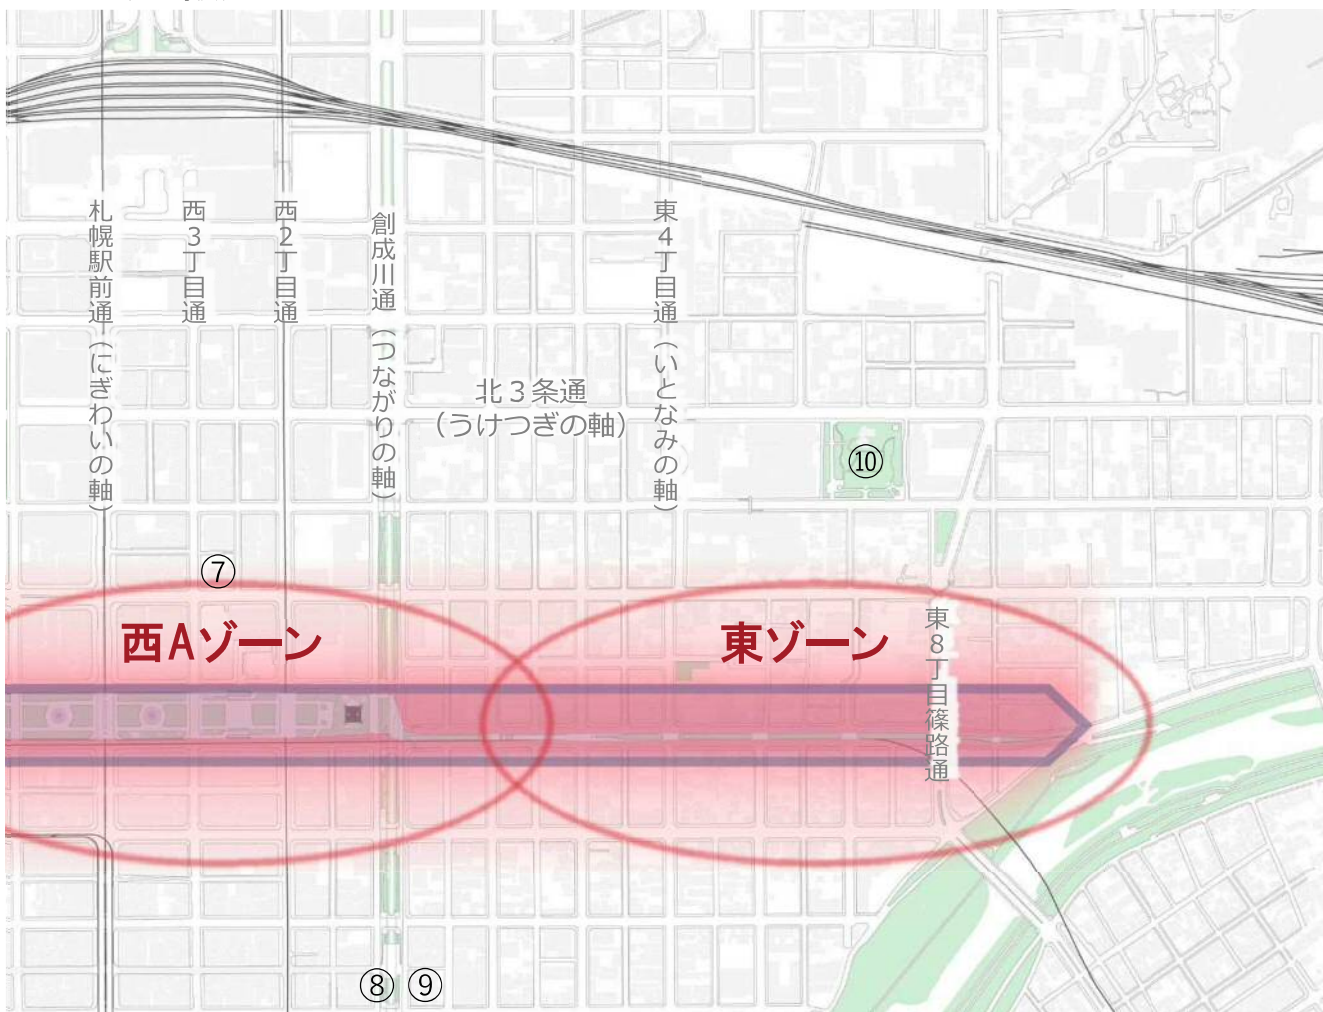 札幌駅前通（にぎわいの軸）
西３丁目通
西２丁目通
創成川通（つながりの軸）
東４丁目通（いとなみの軸）
北３条通
（うけつぎの軸）
⑩
⑦
西Aゾーン
東ゾーン
東８丁目篠路通
⑧
⑨